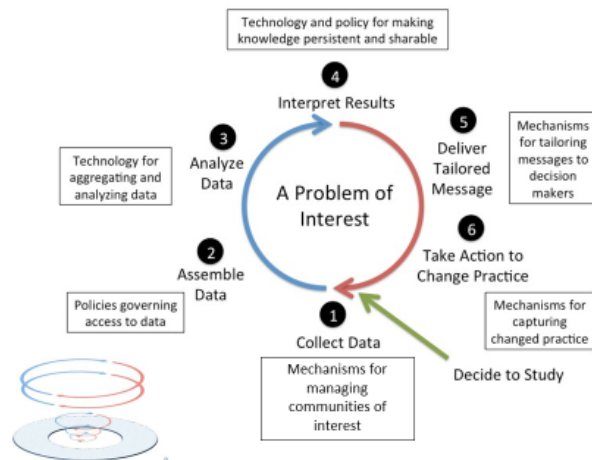 Technology and policy for making
knowledge persistent and sharable
4
Interpret Results
3
Analyze
Data
Technology for
aggregating and
analyzing data
5
Deliver
Tailored
Message
Mechanisms
for tailoring
messages to
decision
makers
A Problem of
Interest
2
Assemble
Data
Policies governing
access to data
6
Take Action to
Change Practice
Mechanisms for
capturing
changed practice
1
Collect Data
Mechanisms for
managing
communities of
interest
Decide to Study